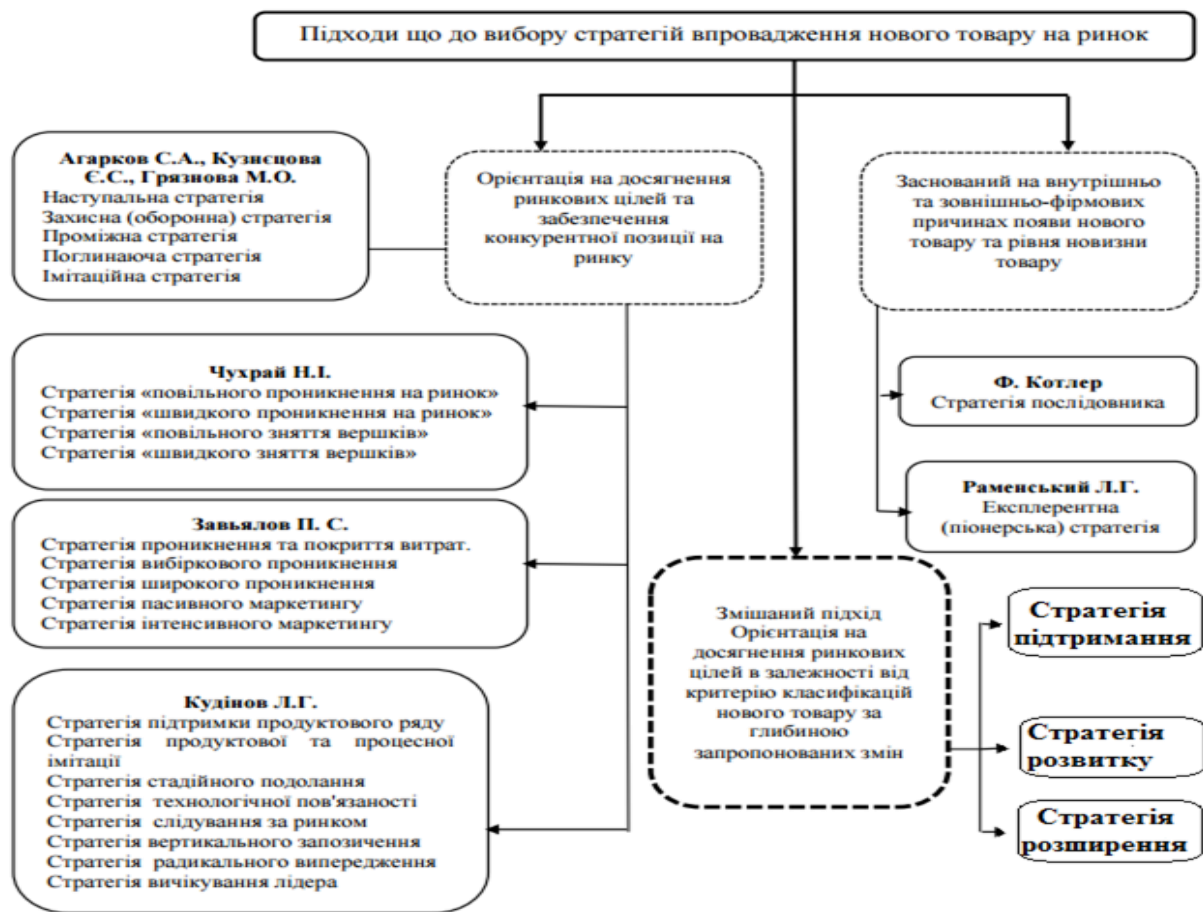 Підходи що до вибору стратегій впровадження нового товару на ринок
Агарков С.А., Кузнєцова
Є.С., Грязнова М.О.
Наступальна стратегія
Захисна (оборонна) стратегія
Проміжна стратегія
Поглинаюча стратегія
Імітаційна стратегія
Орієнтація на досягнення
ринкових цілей та
забезпечення
конкурентної позиції на
ринку
Заснований на внутрішньо
та зовнішньо-фірмових
причинах появи нового
товару та рівня новизни
товару
Чухрай Н.І.
Стратегія «повільного проникнення на ринок»
Стратегія «швидкого проникнення на ринок»
Стратегія «повільного зняття вершків»
Стратегія «швидкого зняття вершків»
Ф. Котлер
Стратегія послідовника
Раменський Л.Г.
Експлерентна
(піонерська) стратегія
Завьялов П. С.
Стратегія проникнення та покриття витрат.
Стратегія вибіркового проникнення
Стратегія широкого проникнення
Стратегія пасивного маркетингу
Стратегія інтенсивного маркетингу
Змішаний підхід
Орієнтація на
досягнення ринкових
цілей в залежності від
критерію класифікацій
нового товару за
глибиною
запропонованих змін
Стратегія
підтримання
Стратегія
розвитку
Стратегія
розширення
Кудінов Л.Г.
Стратегія підтримки продуктового ряду
Стратегія продуктової та процесної
імітації
Стратегія стадійного подолання
Стратегія технологічної пов'язаності
Стратегія слідування за ринком
Стратегія вертикального запозичення
Стратегія радикального випередження
Стратегія вичікування лідера